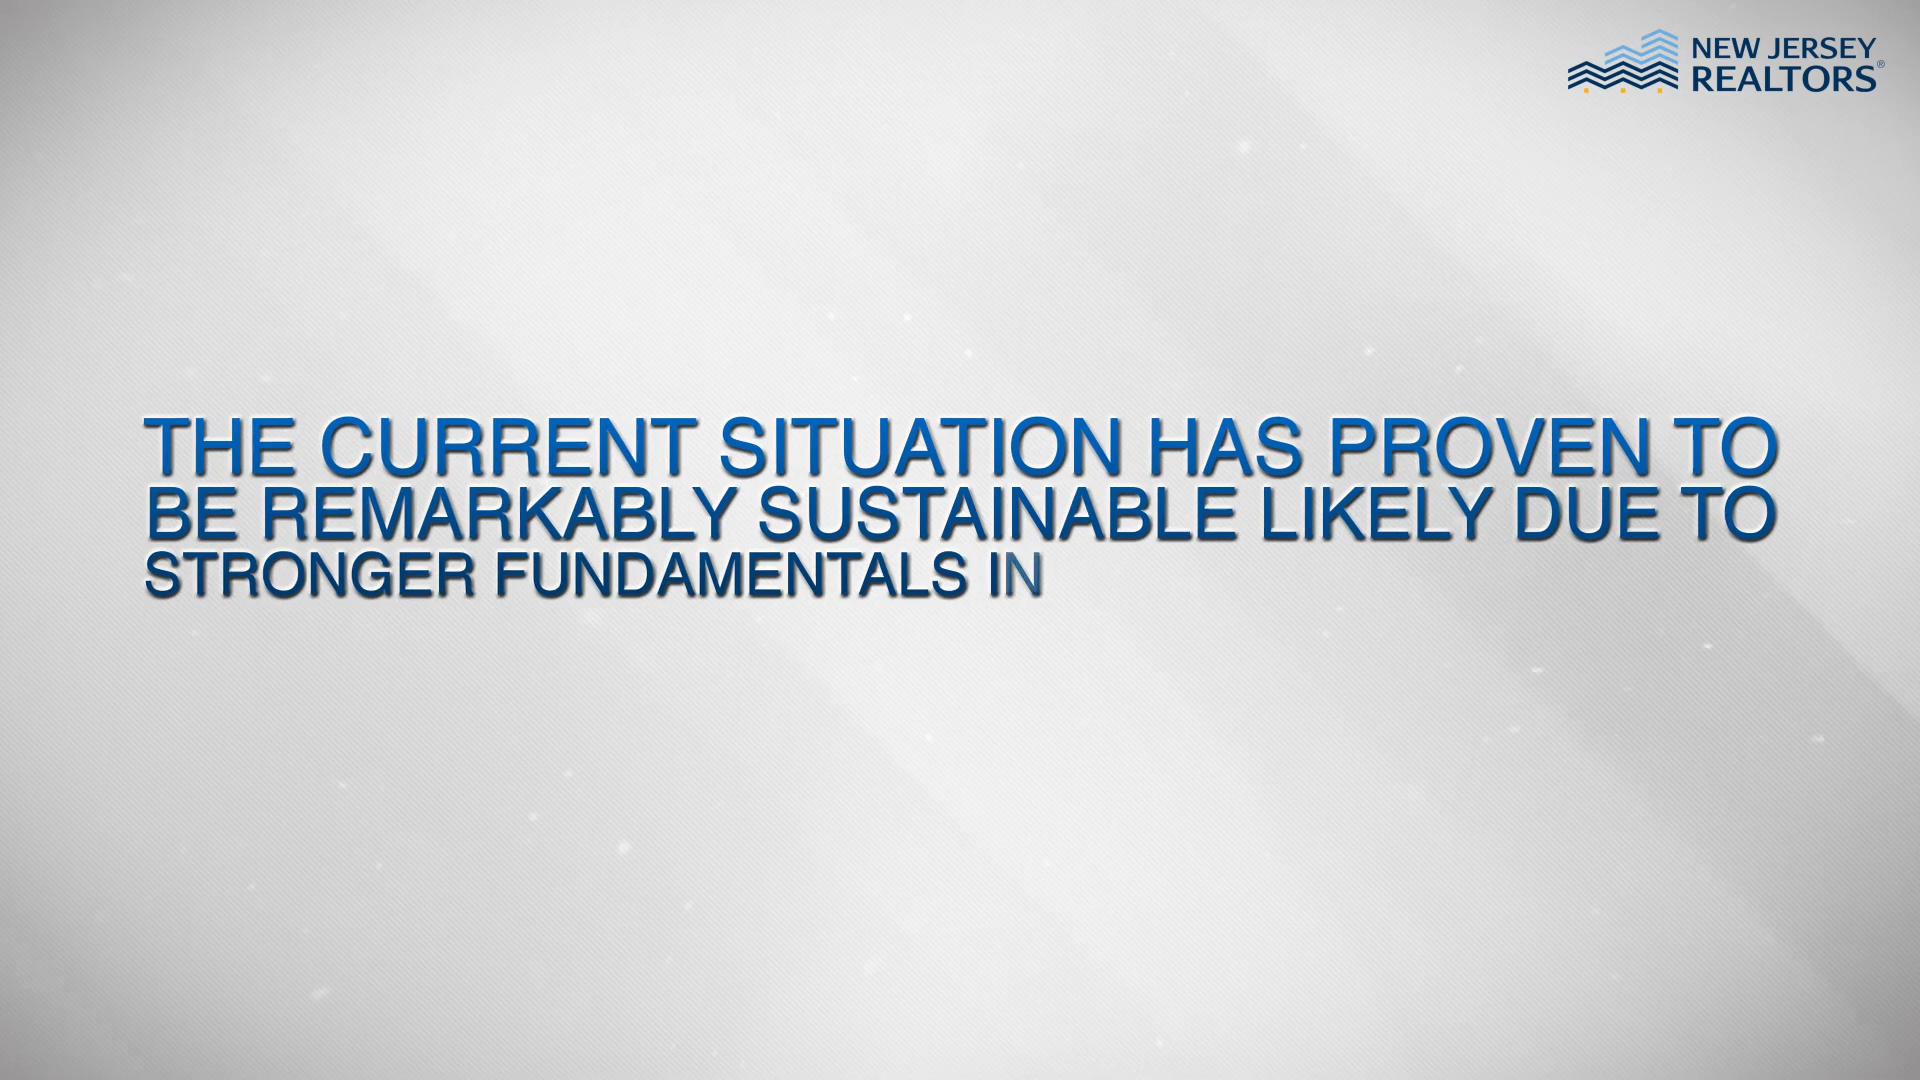 NEW JERSEY
REALTORS®
THE CURRENT SITUATION HAS PROVEN TO
BE REMARKABLY SUSTAINABLE LIKELY DUE TO
STRONGER FUNDAMENTALS IN